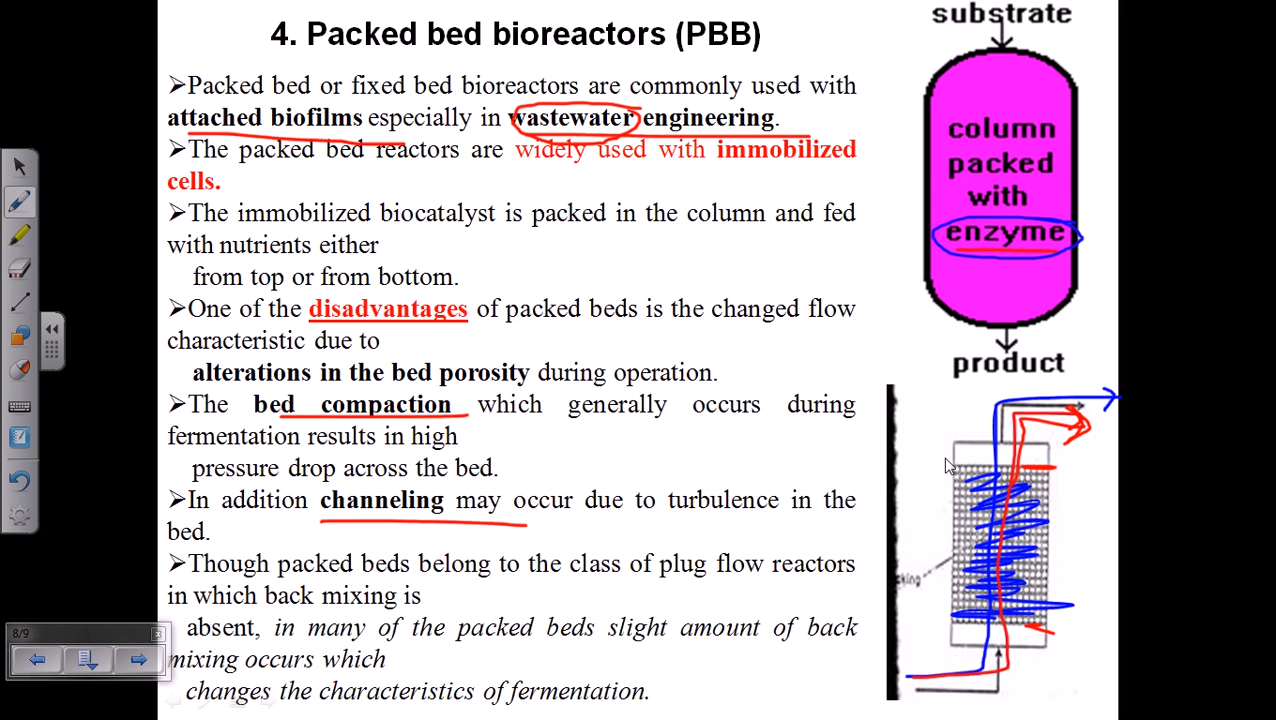 4. Packed bed bioreactors (PBB)
➢Packed bed or fixed bed bioreactors are commonly used with
attached biofilms especially in wastewater engineering.
➢The packed bed reactors are widely used with immobilized
cells.
➢The immobilized biocatalyst is packed in the column and fed
with nutrients either
from top or from bottom.
➢One of the disadvantages of packed beds is the changed flow
characteristic due to
alterations in the bed porosity during operation.
➢The bed compaction which generally occurs during
fermentation results in high
pressure drop across the bed.
➢In addition channeling may occur due to turbulence in the
bed.
➢Though packed beds belong to the class of plug flow reactors
in which back mixing is
absent, in many of the packed beds slight amount of back
mixing occurs which
changes the characteristics of fermentation.
substrate
column
packed
with
enzyme
product
8/9